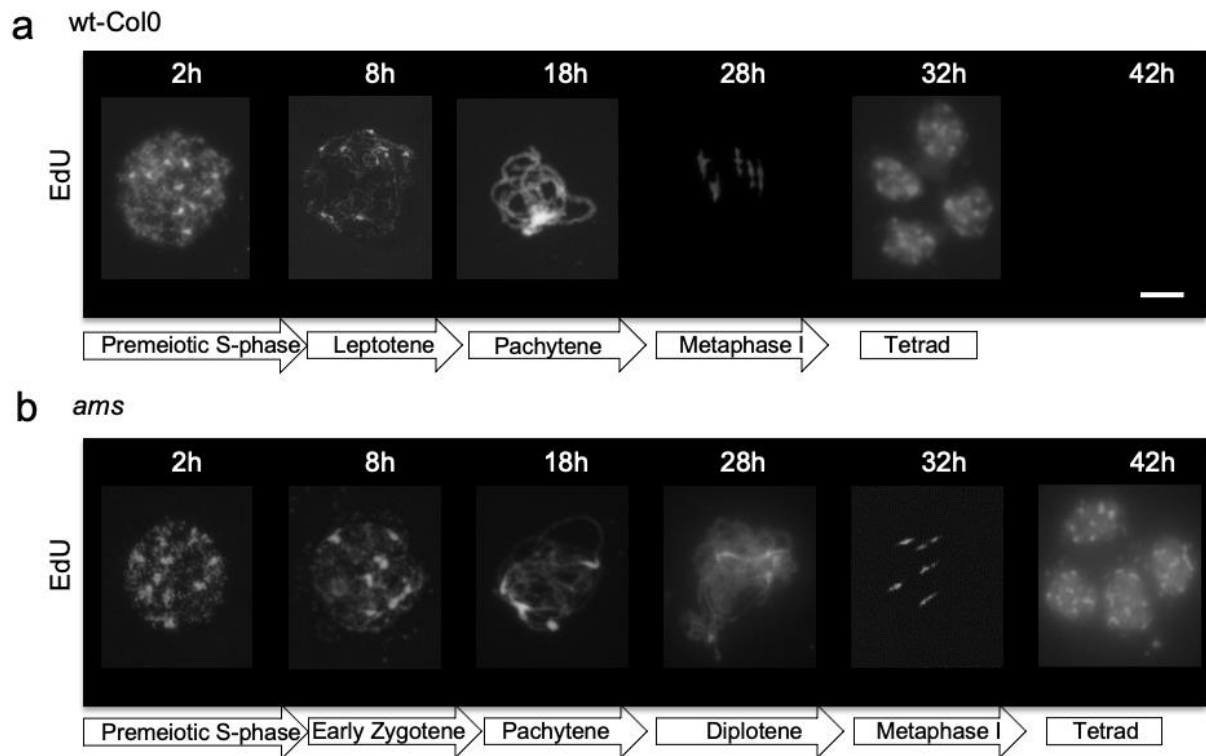 a wt-Col0
2h 8h 18h 28h 32h 42h
EdU
Premeiotic S-phase Leptotene Pachytene Metaphase I Tetrad
b ams
2h 8h 18h 28h 32h 42h
EdU
Premeiotic S-phase Early Zygotene Pachytene Diplotene Metaphase I Tetrad